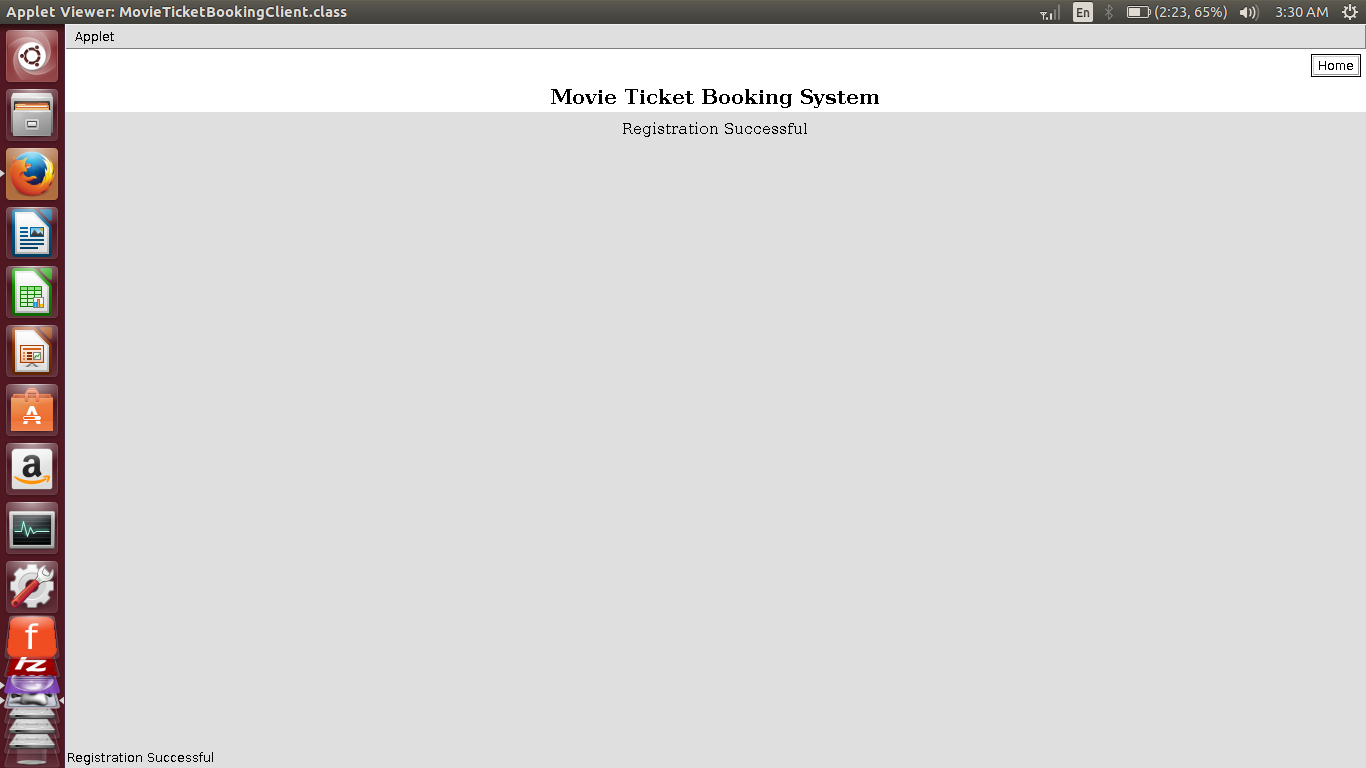 Applet Viewer: MovieTicketBookingClient.class
En
(2:23, 65%)
3:30 AM
Applet
Home
Movie Ticket Booking System
Registration Successful
A
a
f
fz
Registration Successful